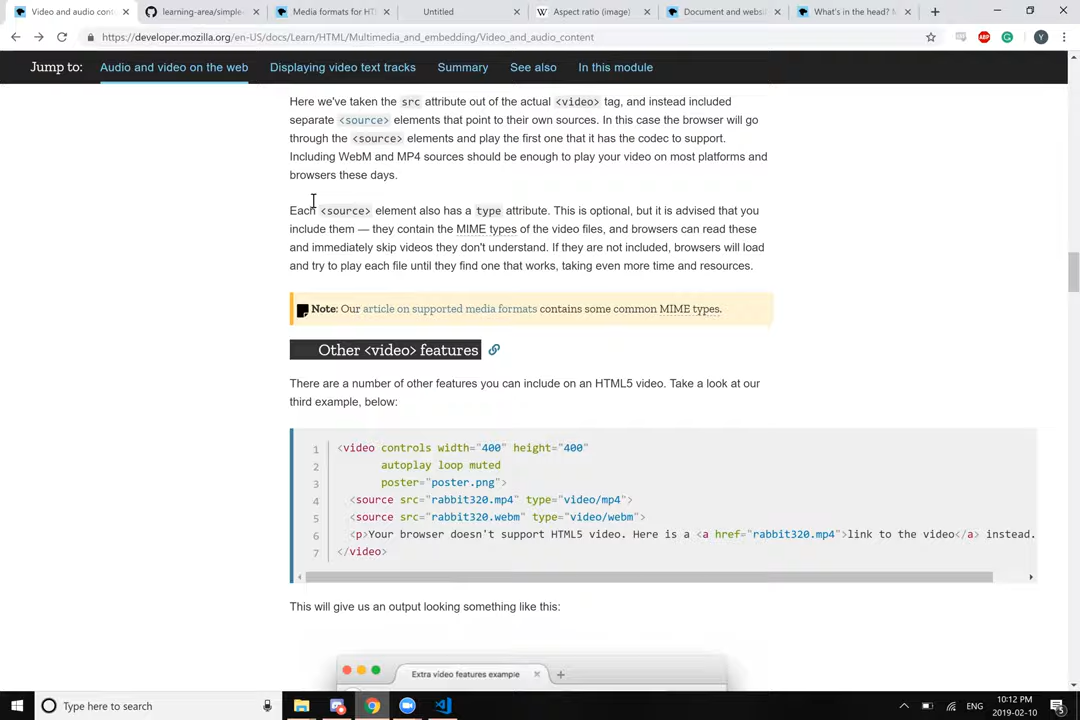 Video and audio cont
learning-area/simple-
Media formats for HT
Untitled
Aspect ratio (image)
Document and websi
What's in the head? M
https://developer.mozilla.org/en-US/docs/Learn/HTML/Multimedia_and_embedding/Video_and_audio_content
ABP
G
Y
Jump to:
Audio and video on the web
Displaying video text tracks
Summary
See also
In this module
Here we've taken the src attribute out of the actual <video> tag, and instead included
separate <source> elements that point to their own sources. In this case the browser will go
through the <source> elements and play the first one that it has the codec to support.
Including WebM and MP4 sources should be enough to play your video on most platforms and
browsers these days.
Each <source> element also has a type attribute. This is optional, but it is advised that you
include them — they contain the MIME types of the video files, and browsers can read these
and immediately skip videos they don't understand. If they are not included, browsers will load
and try to play each file until they find one that works, taking even more time and resources.
Note: Our article on supported media formats contains some common MIME types.
Other <video> features
There are a number of other features you can include on an HTML5 video. Take a look at our
third example, below:
1 <video controls width="400" height="400"
2 autoplay loop muted
3 poster="poster.png">
4 <source src="rabbit320.mp4" type="video/mp4">
5 <source src="rabbit320.webm" type="video/webm">
6 <p>Your browser doesn't support HTML5 video. Here is a <a href="rabbit320.mp4">link to the video</a> instead.
7 </video>
This will give us an output looking something like this:
Extra video features example
Type here to search
ENG
10:12 PM
2019-02-10
5